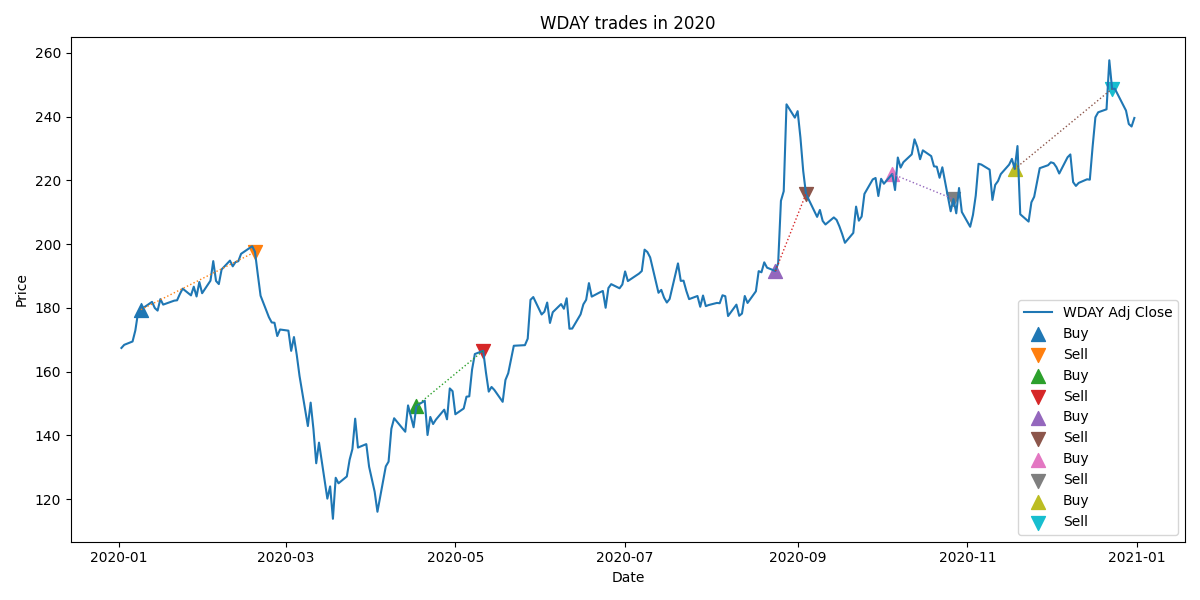 WDAY trades in 2020
Price
260
240
220
200
180
160
140
120
2020-01
2020-03
2020-05
2020-07
2020-09
2020-11
2021-01
Date
WDAY Adj Close
Buy
Sell
Buy
Sell
Buy
Sell
Buy
Sell
Buy
Sell